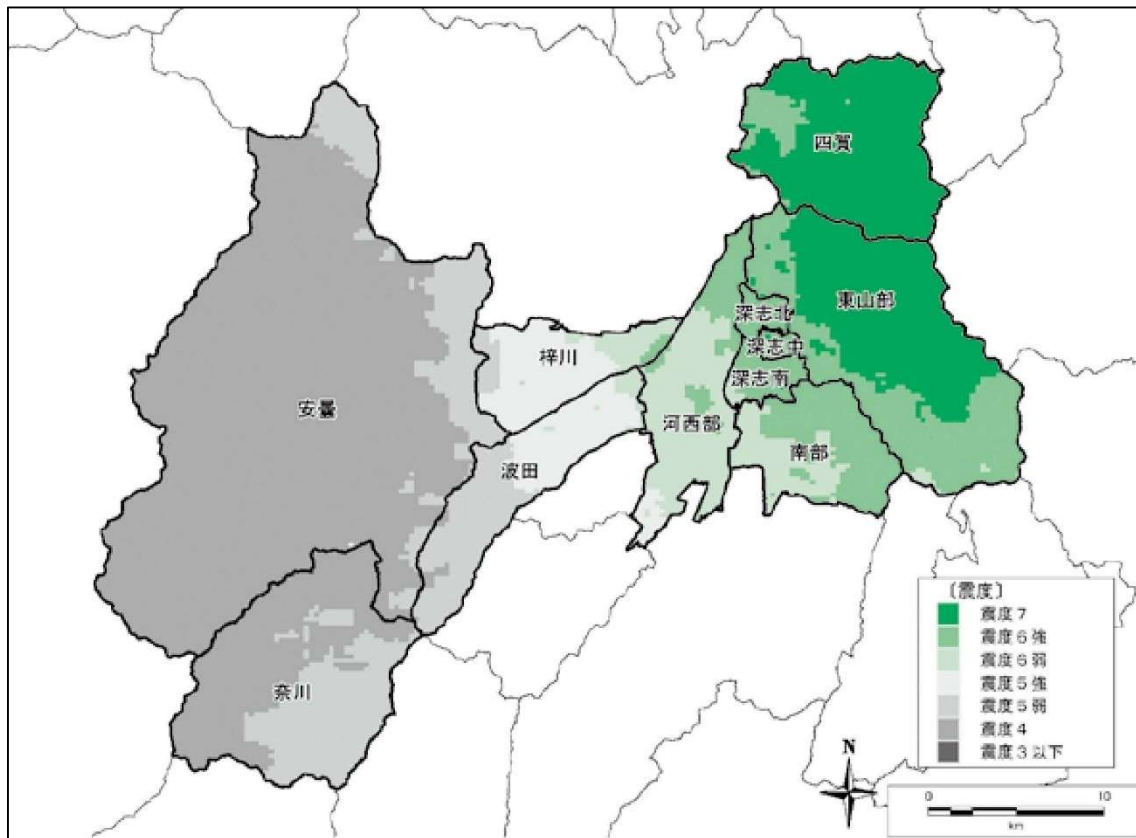 四賀
東山部
深志北
深志中
深志南
梓川
安曇
河西部
南部
波田
奈川
〔震度〕
震度7
震度6強
震度6弱
震度5強
震度5弱
震度4
震度3以下
N
0 10
km